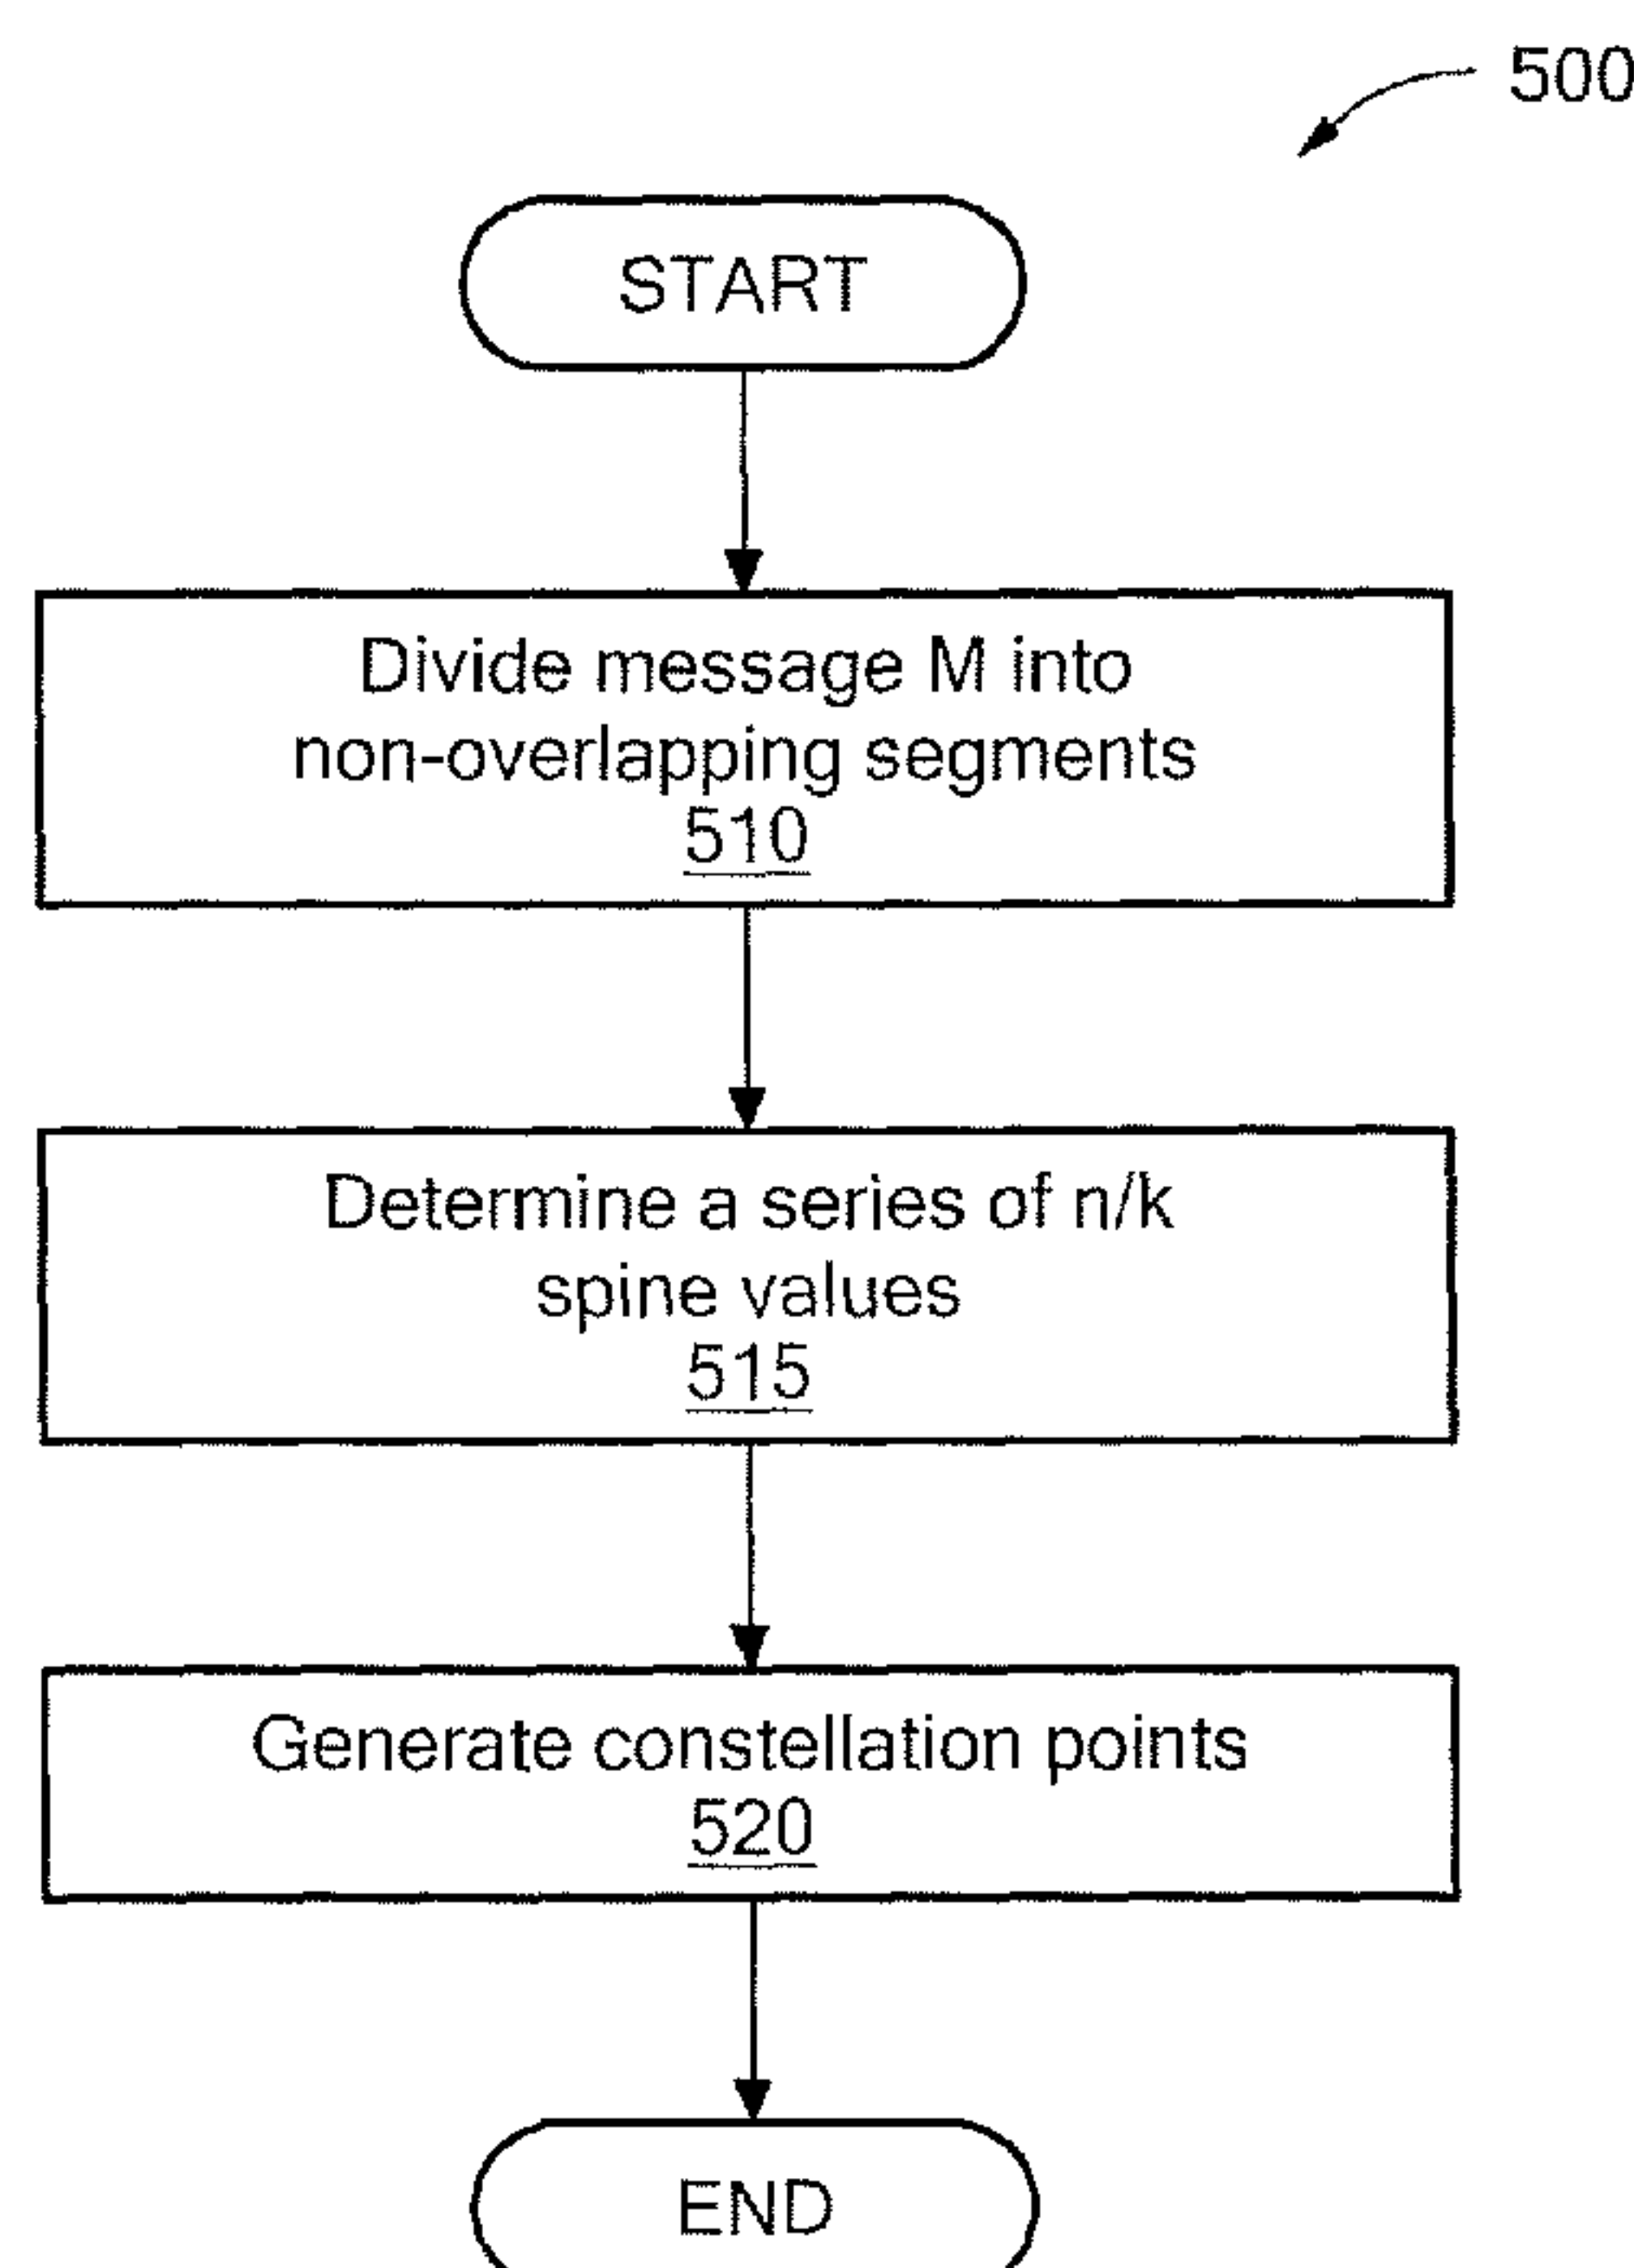 500
START
Divide message M into
non-overlapping segments
510
Determine a series of n/k
spine values
515
Generate constellation points
520
END